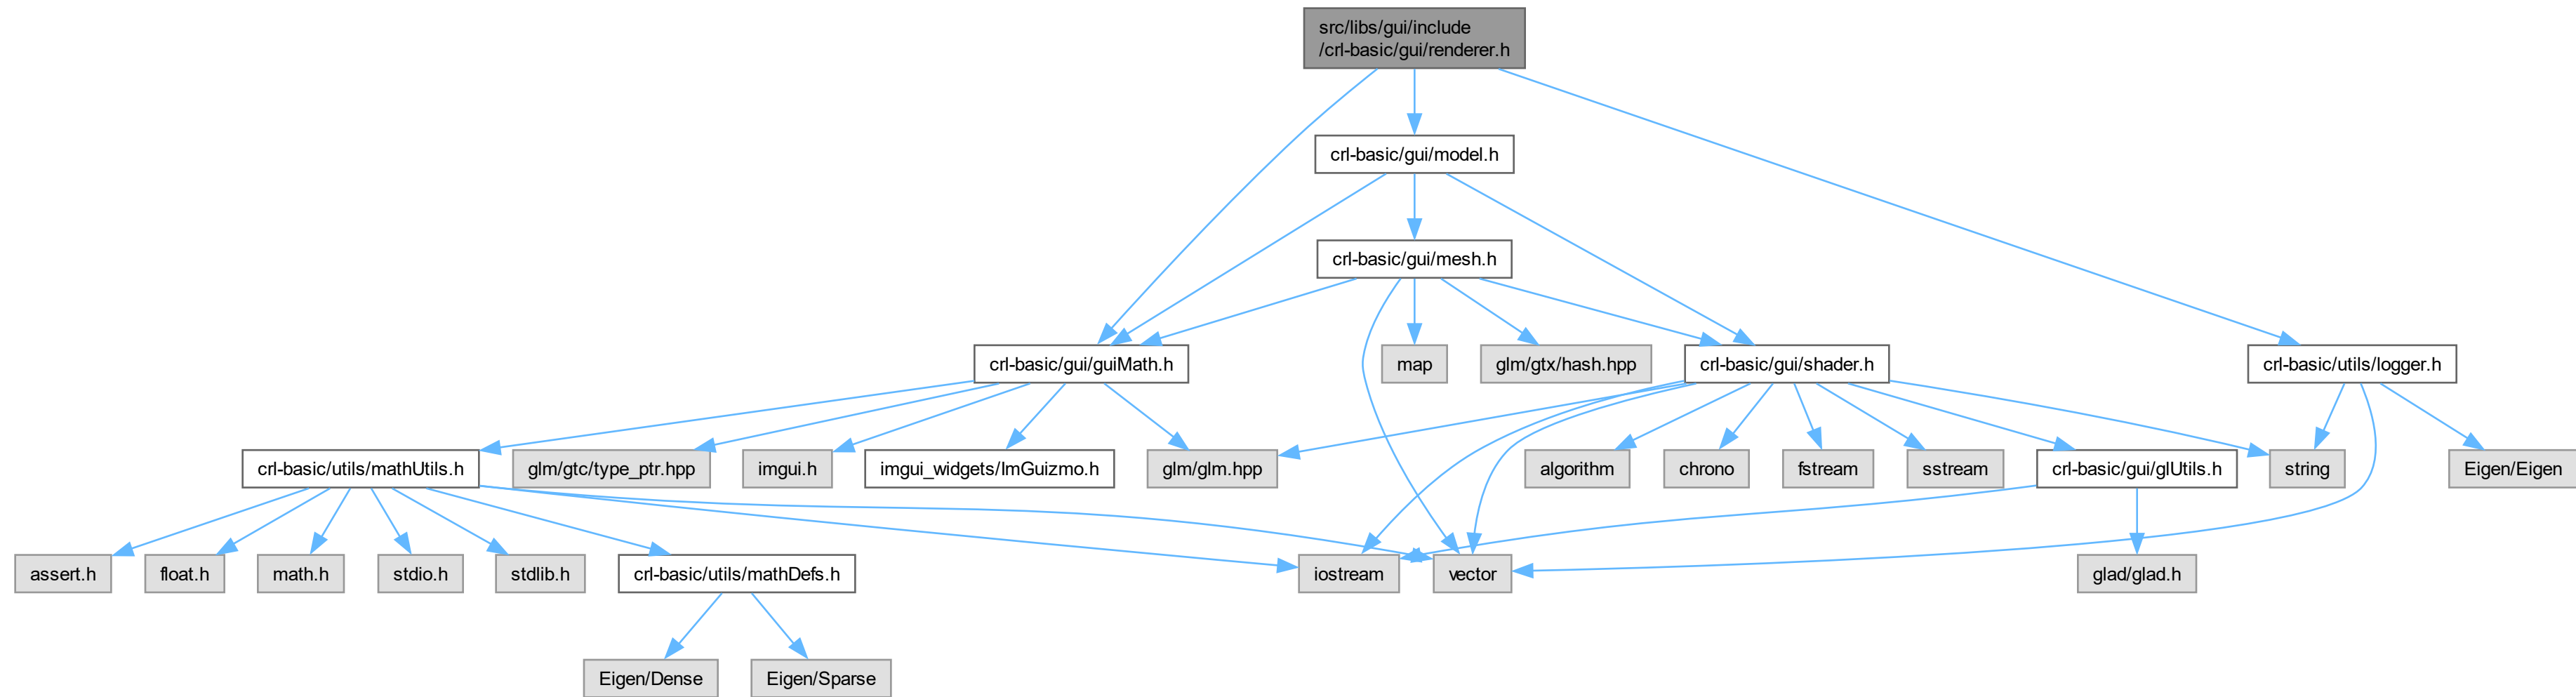 src/libs/gui/include
/crl-basic/gui/renderer.h
crl-basic/gui/model.h
crl-basic/gui/mesh.h
crl-basic/gui/guiMath.h
map
glm/gtx/hash.hpp
crl-basic/gui/shader.h
crl-basic/utils/logger.h
crl-basic/utils/mathUtils.h
glm/gtc/type_ptr.hpp
imgui.h
imgui_widgets/ImGuizmo.h
glm/glm.hpp
algorithm
chrono
fstream
sstream
crl-basic/gui/glUtils.h
string
Eigen/Eigen
assert.h
float.h
math.h
stdio.h
stdlib.h
crl-basic/utils/mathDefs.h
iostream
vector
glad/glad.h
Eigen/Dense
Eigen/Sparse